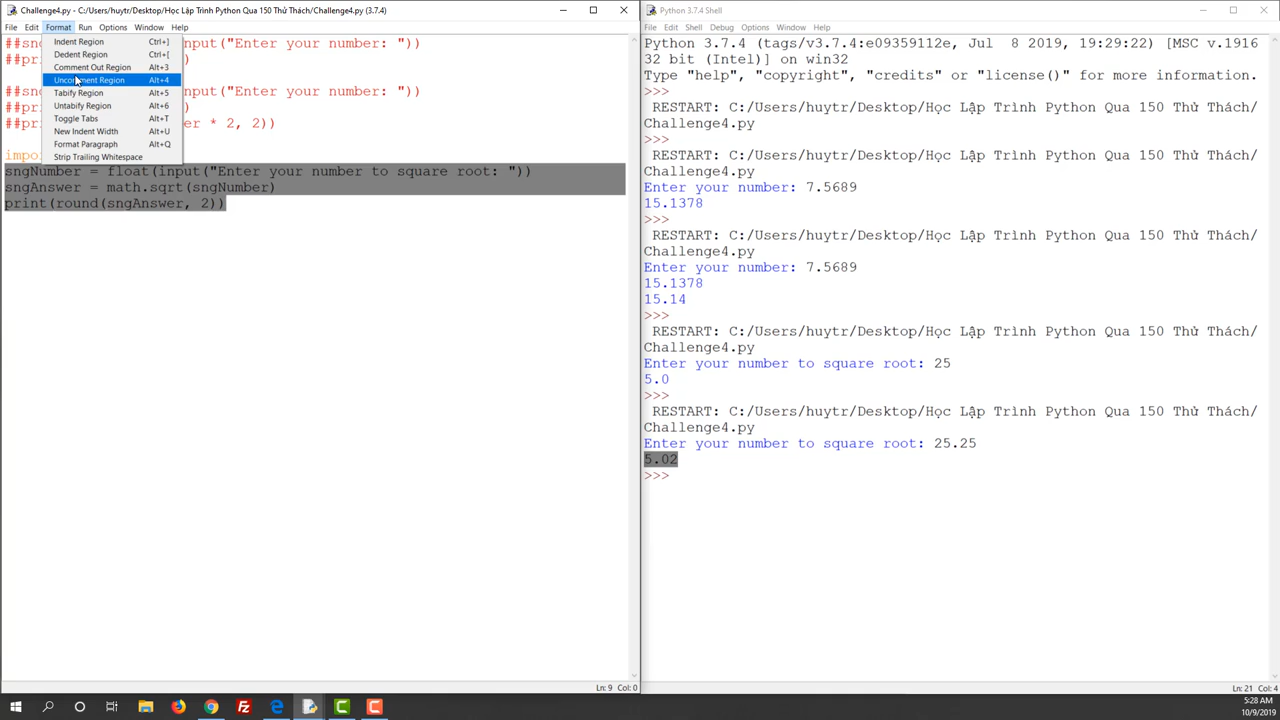 Challenge4.py - C:/Users/huytr/Desktop/Học Lập Trình Python Qua 150 Thử Thách/Challenge4.py (3.7.4)
File Edit Format Run Options Window Help
##sn
nput("Enter your number: "))
##pri
)
##sn
nput("Enter your number: "))
##pri
)
##pri
er * 2, 2))
impo
sngNumber = float(input("Enter your number to square root: "))
sngAnswer = math.sqrt(sngNumber)
print(round(sngAnswer, 2))
Indent Region Ctrl+]
Dedent Region Ctrl+[
Comment Out Region Alt+3
Uncomment Region Alt+4
Tabify Region Alt+5
Untabify Region Alt+6
Toggle Tabs Alt+T
New Indent Width Alt+U
Format Paragraph Alt+Q
Strip Trailing Whitespace
Ln: 9 Col: 0
Python 3.7.4 Shell
File Edit Shell Debug Options Window Help
Python 3.7.4 (tags/v3.7.4:e09359112e, Jul 8 2019, 19:29:22) [MSC v.1916
32 bit (Intel)] on win32
Type "help", "copyright", "credits" or "license()" for more information.
>>>
RESTART: C:/Users/huytr/Desktop/Học Lập Trình Python Qua 150 Thử Thách/
Challenge4.py
>>>
RESTART: C:/Users/huytr/Desktop/Học Lập Trình Python Qua 150 Thử Thách/
Challenge4.py
Enter your number: 7.5689
15.1378
>>>
RESTART: C:/Users/huytr/Desktop/Học Lập Trình Python Qua 150 Thử Thách/
Challenge4.py
Enter your number: 7.5689
15.1378
15.14
>>>
RESTART: C:/Users/huytr/Desktop/Học Lập Trình Python Qua 150 Thử Thách/
Challenge4.py
Enter your number to square root: 25
5.0
>>>
RESTART: C:/Users/huytr/Desktop/Học Lập Trình Python Qua 150 Thử Thách/
Challenge4.py
Enter your number to square root: 25.25
5.02
>>>
Ln: 21 Col: 4
5:28 AM
10/9/2019